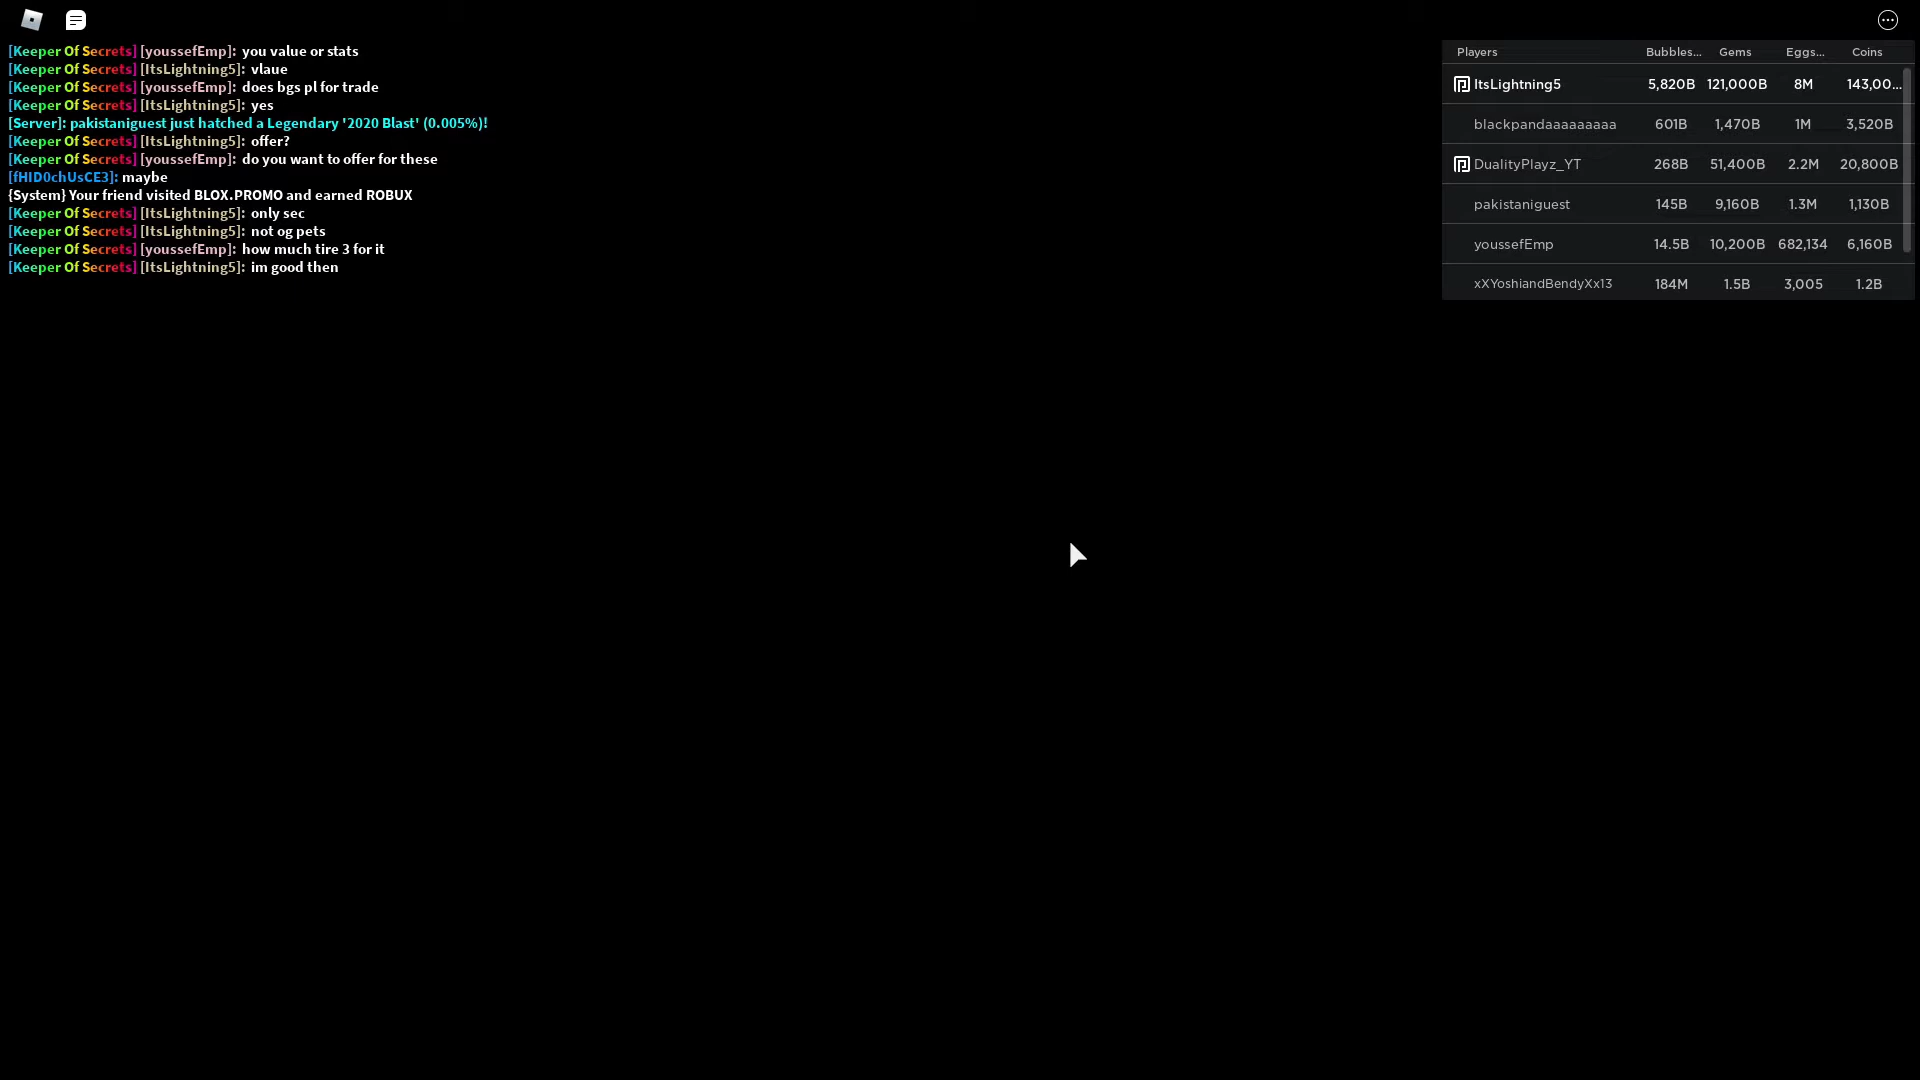 [Keeper Of Secrets] [youssefEmp]: you value or stats
[Keeper Of Secrets] [ItsLightning5]: vlaue
[Keeper Of Secrets] [youssefEmp]: does bgs pl for trade
[Keeper Of Secrets] [ItsLightning5]: yes
[Server]: pakistaniguest just hatched a Legendary '2020 Blast' (0.005%)!
[Keeper Of Secrets] [ItsLightning5]: offer?
[Keeper Of Secrets] [youssefEmp]: do you want to offer for these
[fHID0chUsCE3]: maybe
{System} Your friend visited BLOX.PROMO and earned ROBUX
[Keeper Of Secrets] [ItsLightning5]: only sec
[Keeper Of Secrets] [ItsLightning5]: not og pets
[Keeper Of Secrets] [youssefEmp]: how much tire 3 for it
[Keeper Of Secrets] [ItsLightning5]: im good then
Players Bubbles... Gems Eggs... Coins
ItsLightning5 5,820B 121,000B 8M 143,00...
blackpandaaaaaaaaa 601B 1,470B 1M 3,520B
DualityPlayz_YT 268B 51,400B 2.2M 20,800B
pakistaniguest 145B 9,160B 1.3M 1,130B
youssefEmp 14.5B 10,200B 682,134 6,160B
xXYoshiandBendyXx13 184M 1.5B 3,005 1.2B